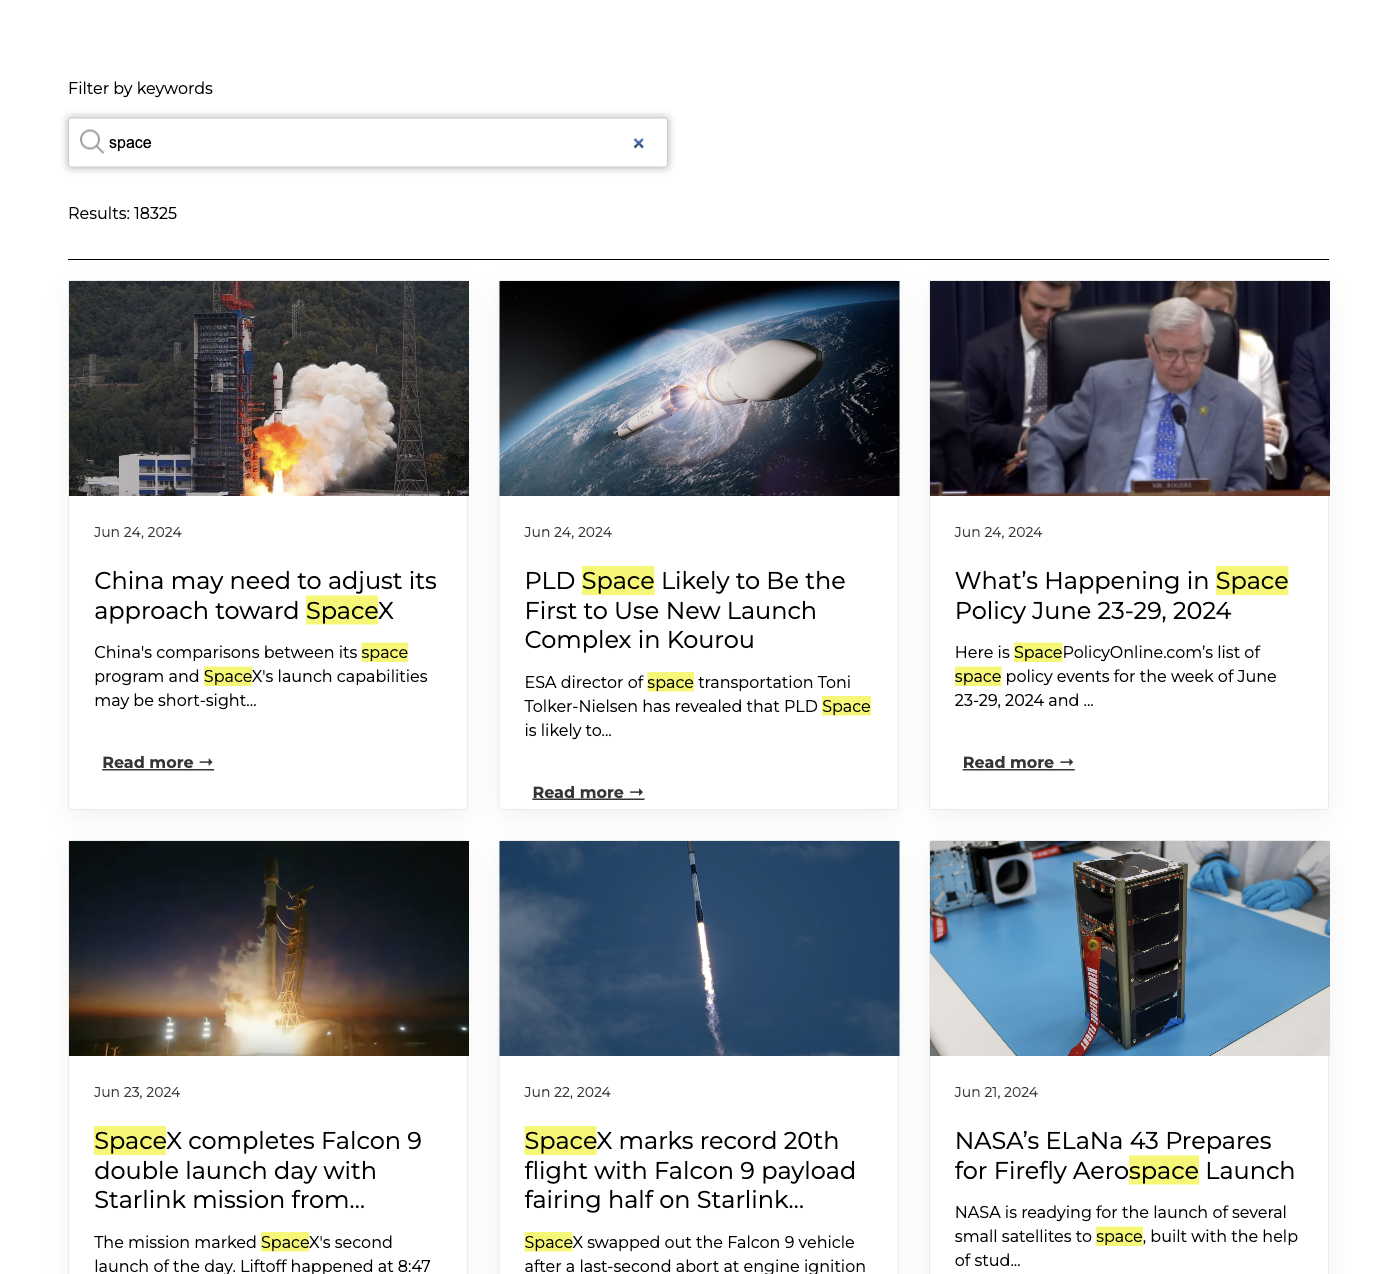 Filter by keywords
space
×
Results: 18325
MR. ROGERS
Jun 24, 2024
China may need to adjust its
approach toward SpaceX
China's comparisons between its space
program and SpaceX's launch capabilities
may be short-sight...
Read more →
Jun 24, 2024
PLD Space Likely to Be the
First to Use New Launch
Complex in Kourou
ESA director of space transportation Toni
Tolker-Nielsen has revealed that PLD Space
is likely to...
Read more →
Jun 24, 2024
What’s Happening in Space
Policy June 23-29, 2024
Here is SpacePolicyOnline.com’s list of
space policy events for the week of June
23-29, 2024 and ...
Read more →
REMOVE BEFORE FLIGHT
Jun 23, 2024
SpaceX completes Falcon 9
double launch day with
Starlink mission from...
The mission marked SpaceX's second
launch of the day. Liftoff happened at 8:47
Jun 22, 2024
SpaceX marks record 20th
flight with Falcon 9 payload
fairing half on Starlink...
SpaceX swapped out the Falcon 9 vehicle
after a last-second abort at engine ignition
Jun 21, 2024
NASA’s ELaNa 43 Prepares
for Firefly Aerospace Launch
NASA is readying for the launch of several
small satellites to space, built with the help
of stud...